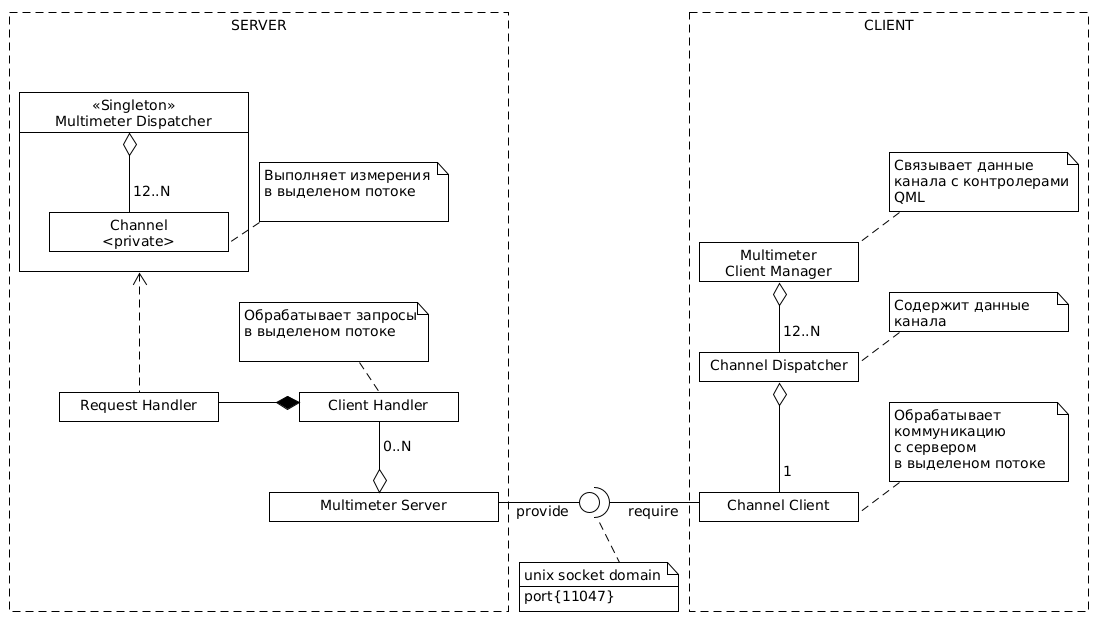 SERVER
«Singleton»
Multimeter Dispatcher
12..N
Channel
<private>
Выполняет измерения
в выделеном потоке
Обрабатывает запросы
в выделеном потоке
Request Handler
Client Handler
0..N
Multimeter Server
provide
require
unix socket domain
port{11047}
CLIENT
Связывает данные
канала с контролерами
QML
Multimeter
Client Manager
12..N
Содержит данные
канала
Channel Dispatcher
1
Обрабатывает
коммуникацию
с сервером
в выделеном потоке
Channel Client